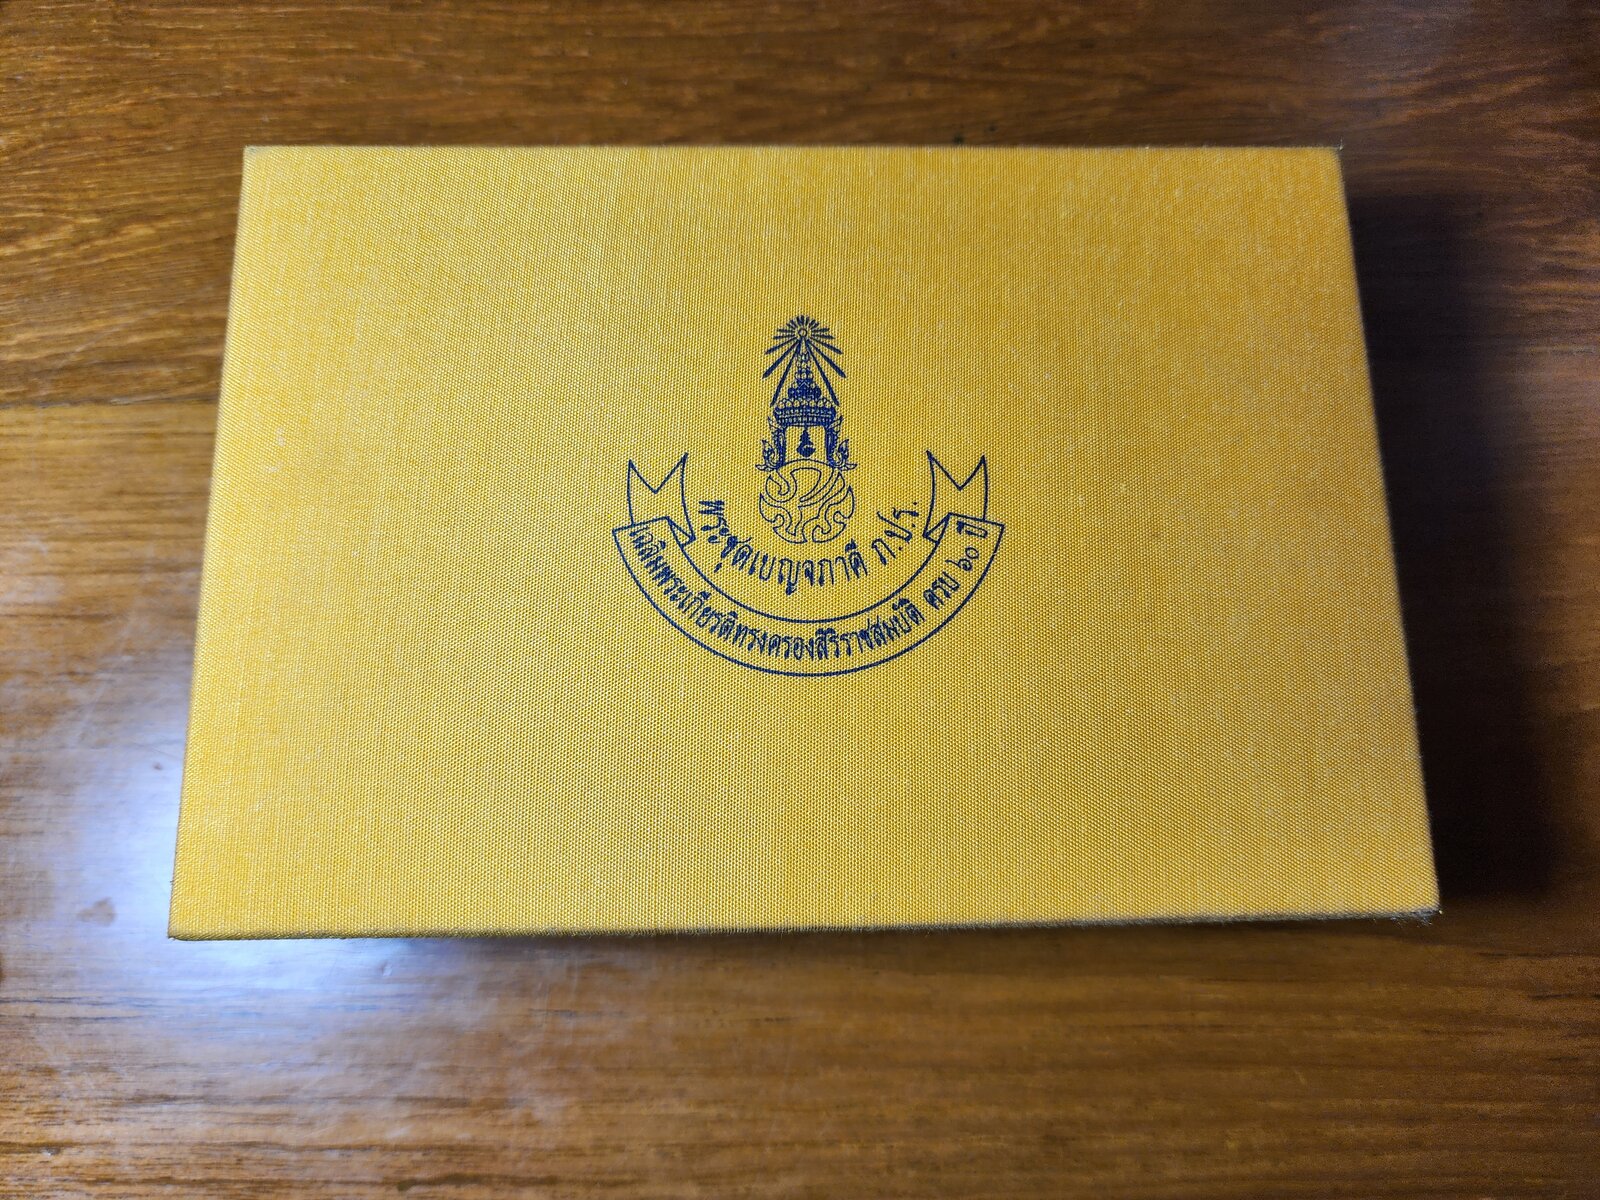 พระชุดเบญจภาคี ภ.ป.ร.
เฉลิมพระเกียรติทรงครองสิริราชสมบัติ ครบ ๖๐ ปี